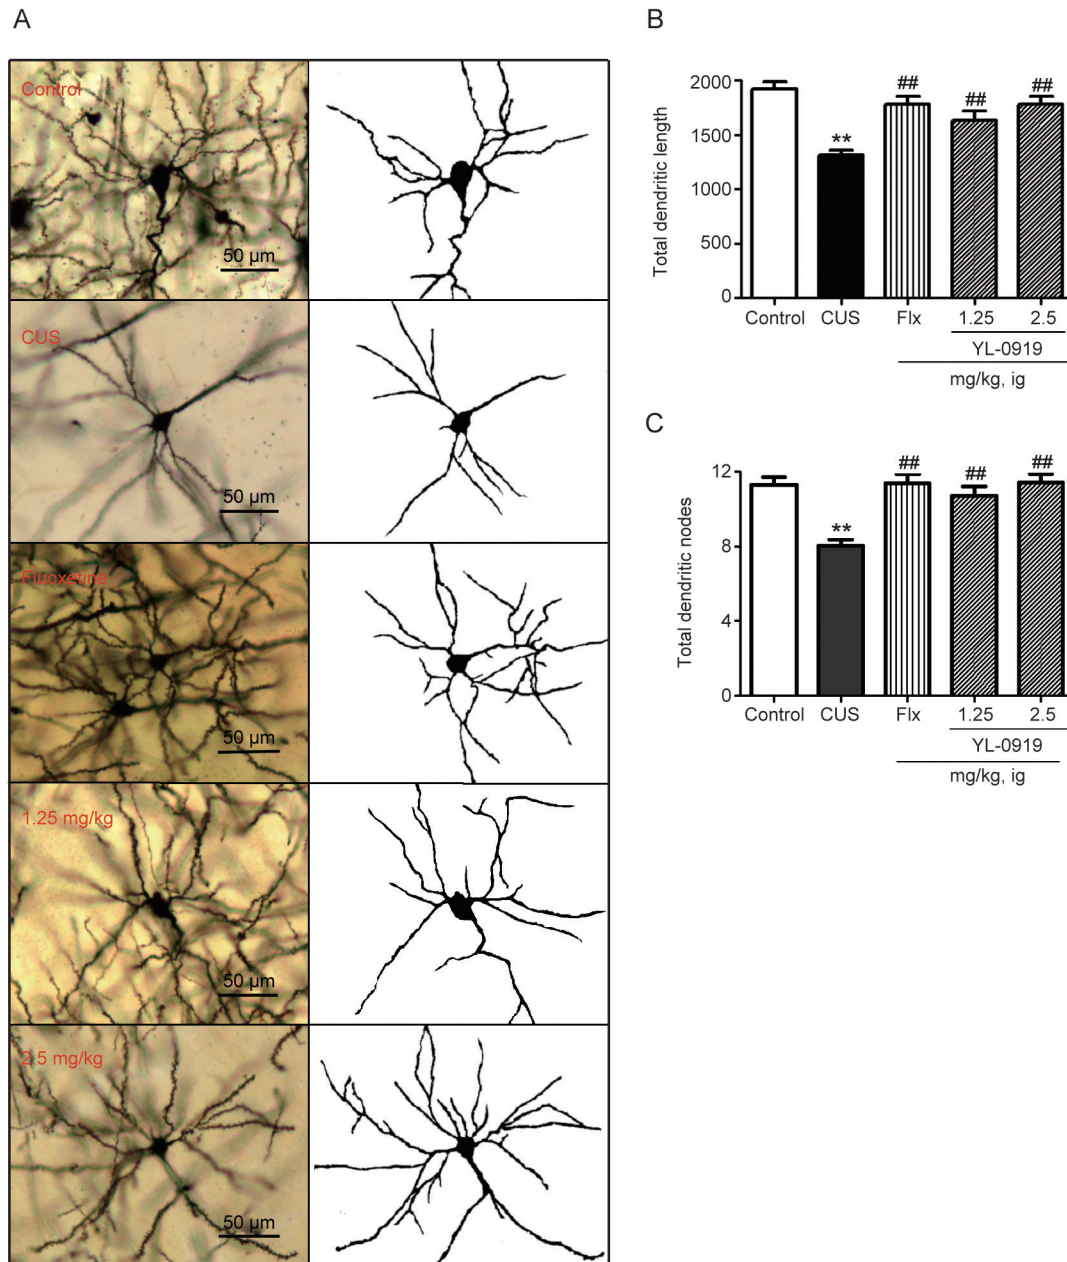 A
Control
50 µm
CUS
50 µm
Fluoxetine
50 µm
1.25 mg/kg
50 µm
2.5 mg/kg
50 µm
B
Total dendritic length
2000
1500
1000
500
0
**
##
##
##
Control CUS Flx 1.25 2.5
YL-0919
mg/kg, ig
C
Total dendritic nodes
12
8
4
0
**
##
##
##
Control CUS Flx 1.25 2.5
YL-0919
mg/kg, ig